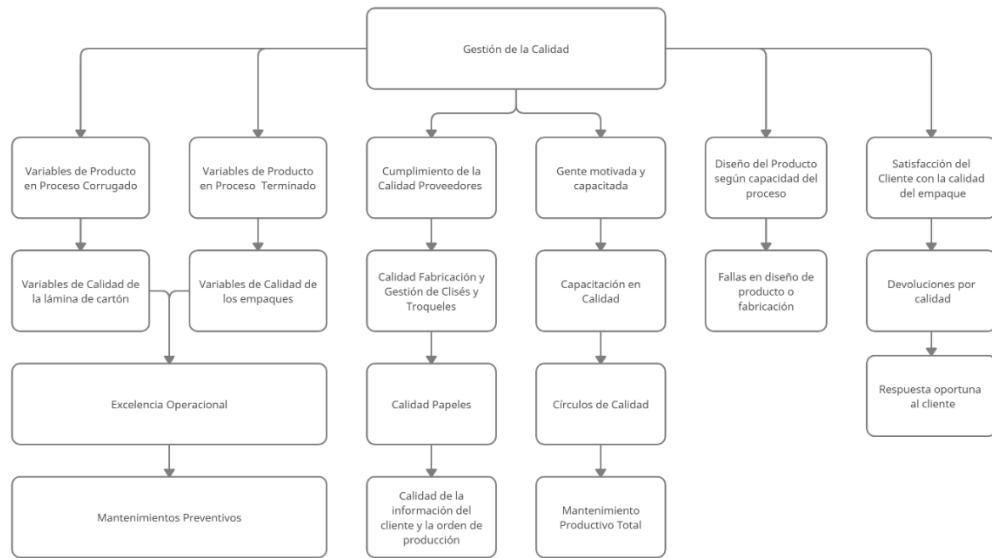 Gestión de la Calidad
Variables de Producto
en Proceso Corrugado
Variables de Producto
en Proceso Terminado
Cumplimiento de la
Calidad Proveedores
Gente motivada y
capacitada
Diseño del Producto
según capacidad del
proceso
Satisfacción del
Cliente con la calidad
del empaque
Variables de Calidad de
la lámina de cartón
Variables de Calidad de
los empaques
Calidad Fabricación y
Gestión de Clisés y
Troqueles
Capacitación en
Calidad
Fallas en diseño de
producto o
fabricación
Devoluciones por
calidad
Excelencia Operacional
Calidad Papeles
Círculos de Calidad
Respuesta oportuna
al cliente
Mantenimientos Preventivos
Calidad de la
información del
cliente y la orden de
producción
Mantenimiento
Productivo Total